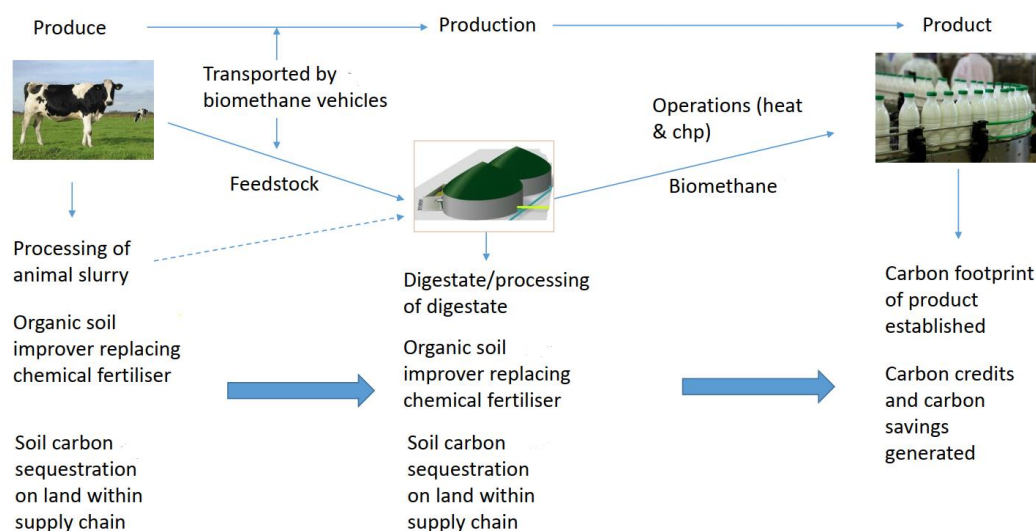 Produce
Production
Product
Transported by
biomethane vehicles
Operations (heat
& chp)
Feedstock
Biomethane
Processing of
animal slurry
Digestate/processing
of digestate
Carbon footprint
of product
established
Organic soil
improver replacing
chemical fertiliser
Organic soil
improver replacing
chemical fertiliser
Carbon credits
and carbon
savings
generated
Soil carbon
sequestration
on land within
supply chain
Soil carbon
sequestration
on land within
supply chain